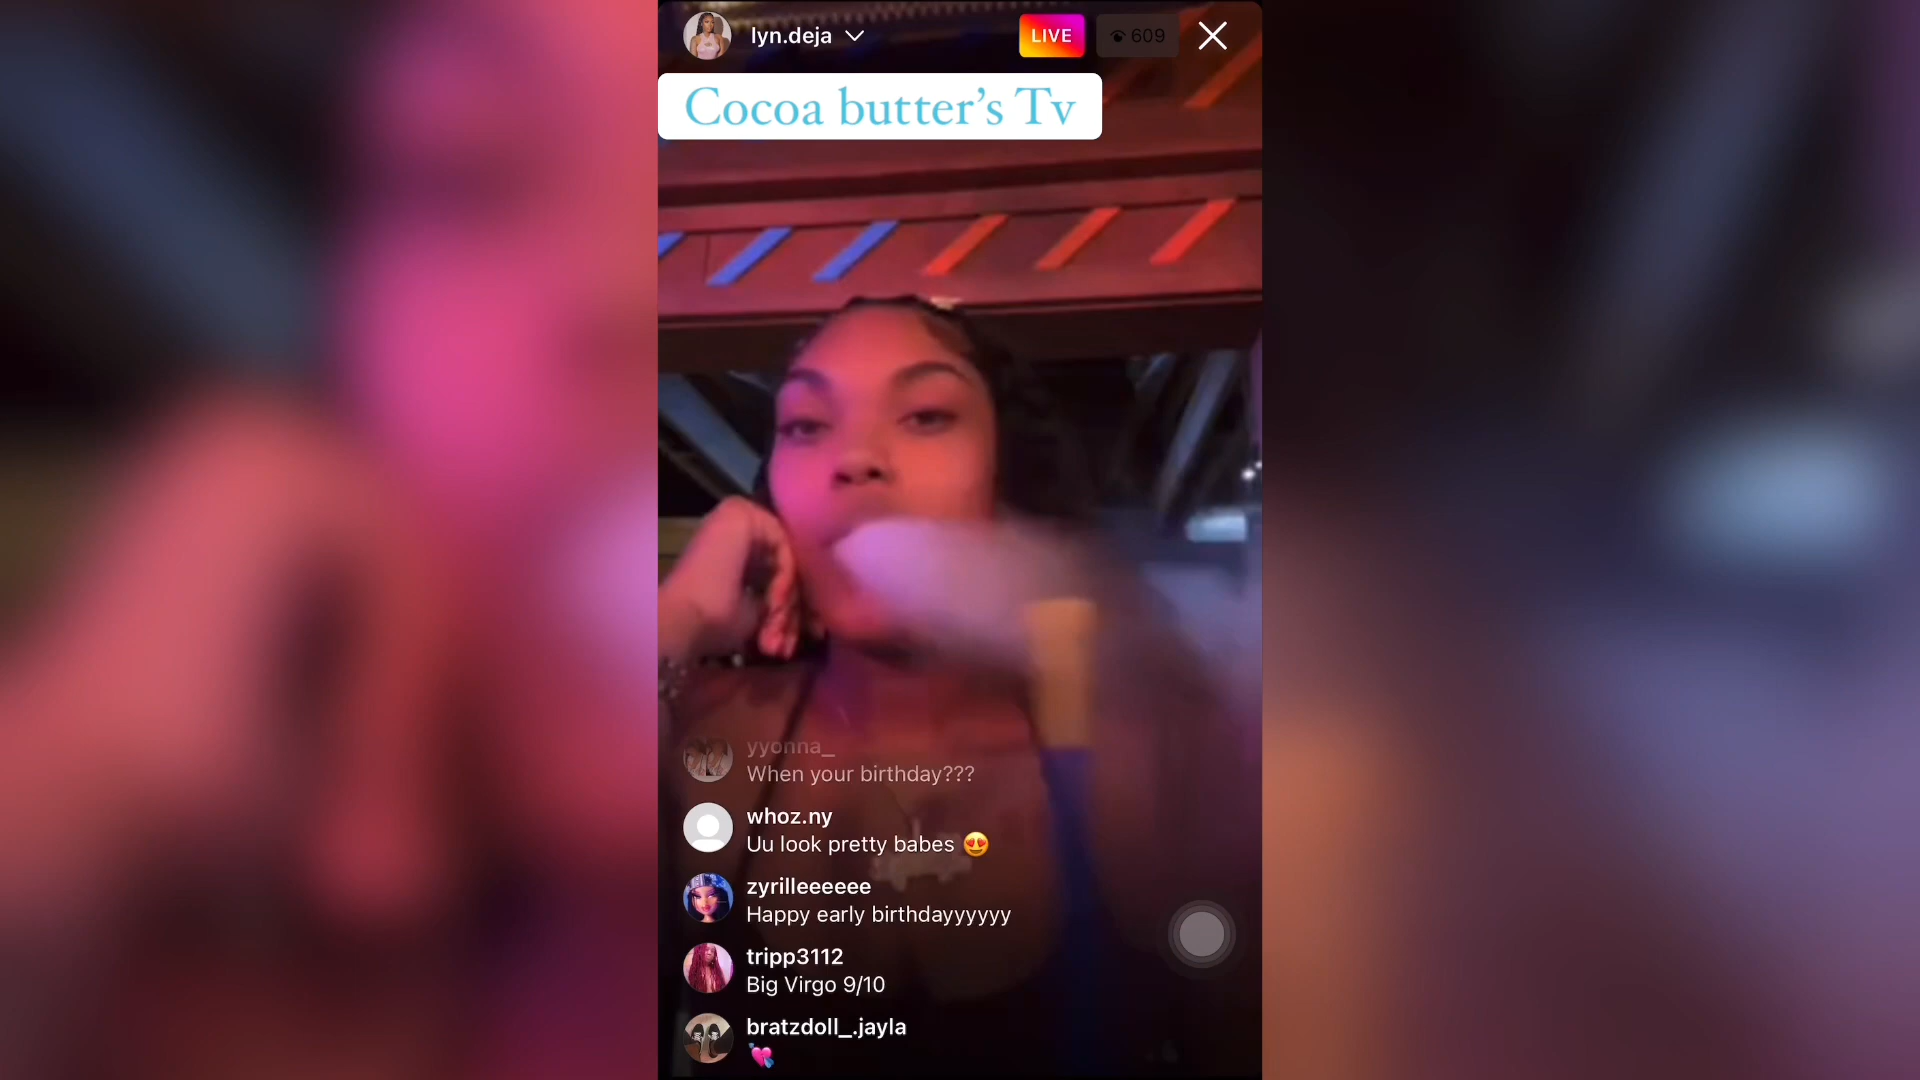 lyn.deja
LIVE
609
Cocoa butter’s Tv
yyonna_
When your birthday???
whoz.ny
Uu look pretty babes 😍
zyrilleeeeee
Happy early birthdayyyyyy
tripp3112
Big Virgo 9/10
bratzdoll_.jayla
💘